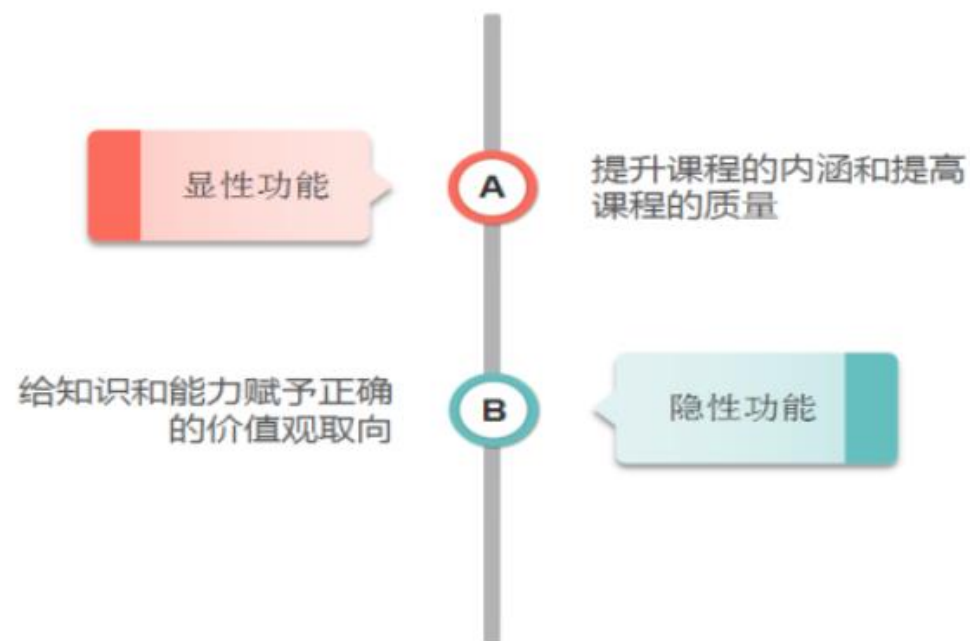 显性功能
A
提升课程的内涵和提高
课程的质量
给知识和能力赋予正确
的价值观取向
B
隐性功能